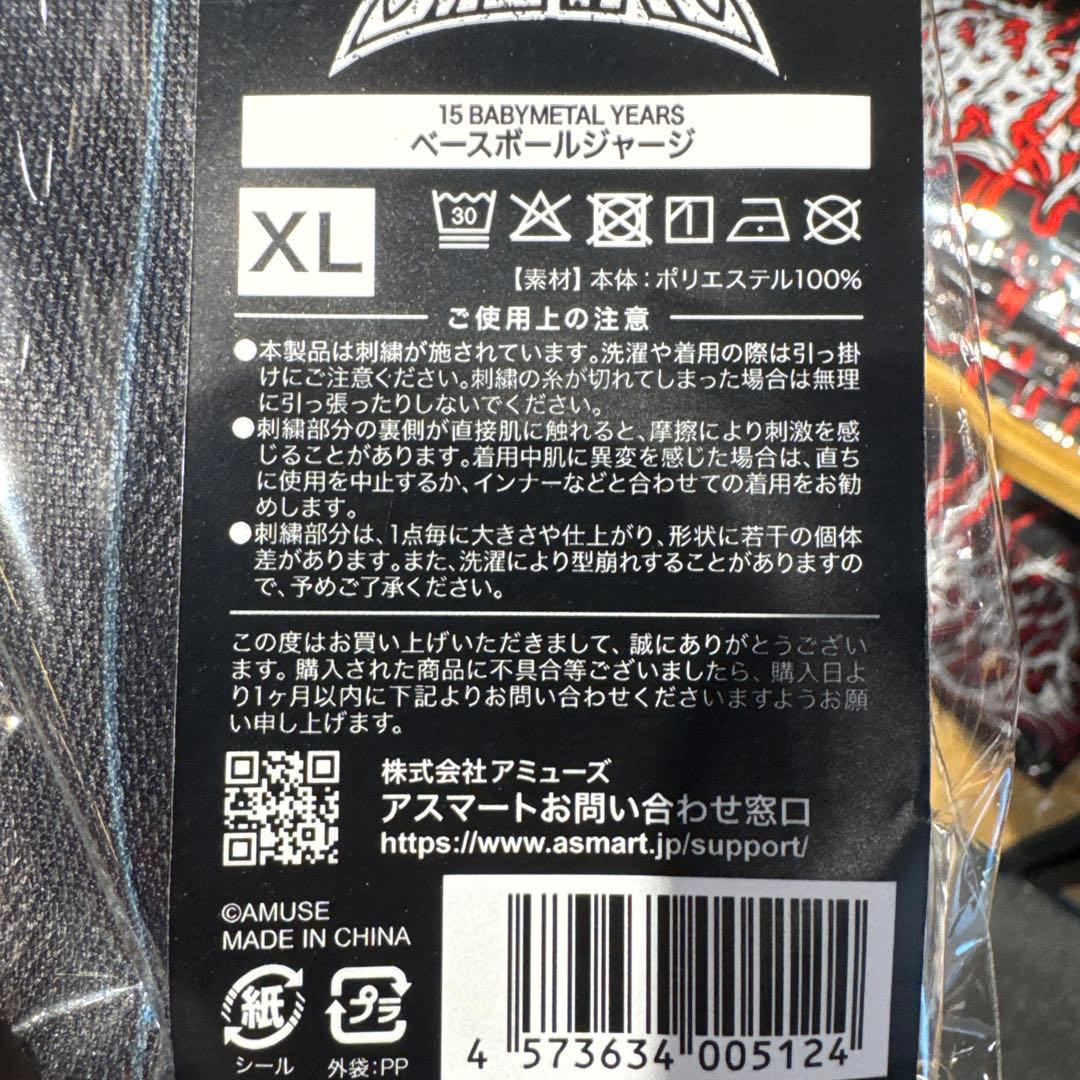 15 BABYMETAL YEARS
ベースボールジャージ
XL
30
【素材】本体：ポリエステル100%
ご使用上の注意
●本製品は刺繍が施されています。洗濯や着用の際は引っ掛
けにご注意ください。刺繍の糸が切れてしまった場合は無理
に引っ張ったりしないでください。
●刺繍部分の裏側が直接肌に触れると、摩擦により刺激を感
じることがあります。着用中肌に異変を感じた場合は、直ち
に使用を中止するか、インナーなどと合わせての着用をお勧
めします。
●刺繍部分は、1点毎に大きさや仕上がり、形状に若干の個体
差があります。また、洗濯により型崩れすることがありますの
で、予めご了承ください。
この度はお買い上げいただきまして、誠にありがとうござい
ます。購入された商品に不具合等ございましたら、購入日よ
り1ヶ月以内に下記よりお問い合わせくださいますようお願
い申し上げます。
株式会社アミューズ
アスマートお問い合わせ窓口
https://www.asmart.jp/support/
©AMUSE
MADE IN CHINA
紙
プラ
シール
外袋：PP
4 573634 005124